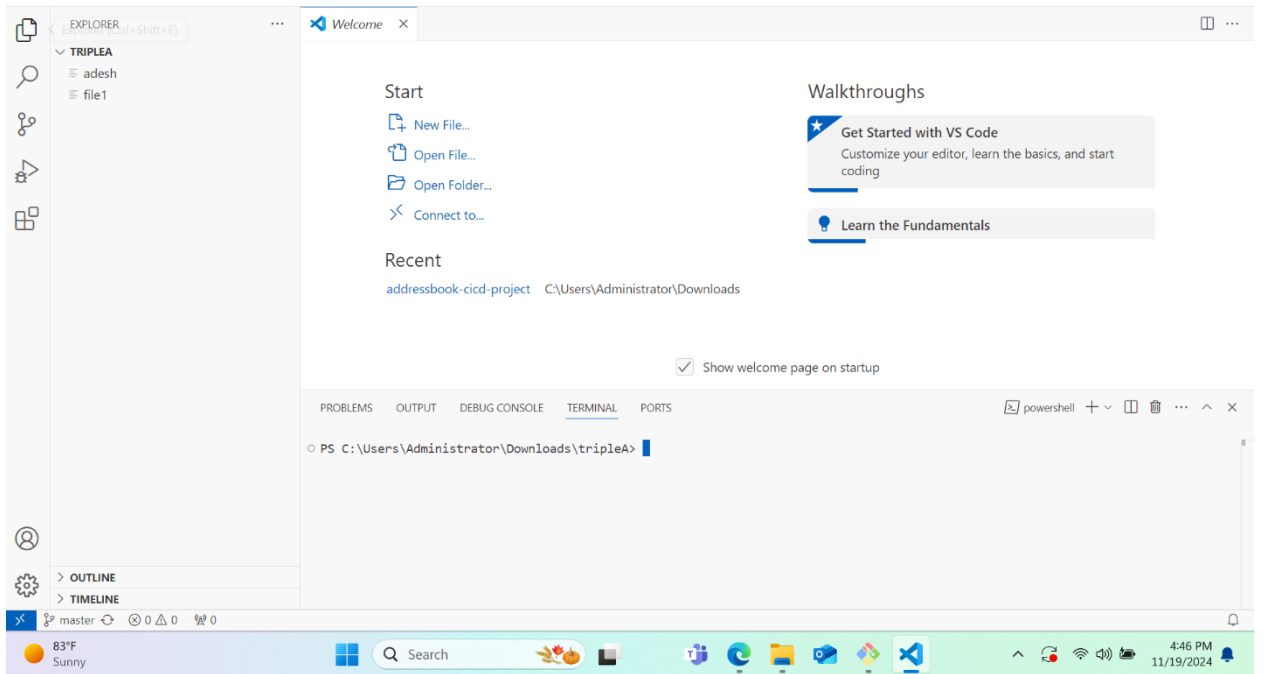 EXPLORER
Explorer (Ctrl+Shift+E)
TRIPLEA
adesh
file1
OUTLINE
TIMELINE
Welcome
Start
New File...
Open File...
Open Folder...
Connect to...
Recent
addressbook-cicd-project C:\Users\Administrator\Downloads
Walkthroughs
Get Started with VS Code
Customize your editor, learn the basics, and start
coding
Learn the Fundamentals
Show welcome page on startup
PROBLEMS OUTPUT DEBUG CONSOLE TERMINAL PORTS
powershell
PS C:\Users\Administrator\Downloads\tripleA>
master 0 0 0
83°F
Sunny
Search
4:46 PM
11/19/2024